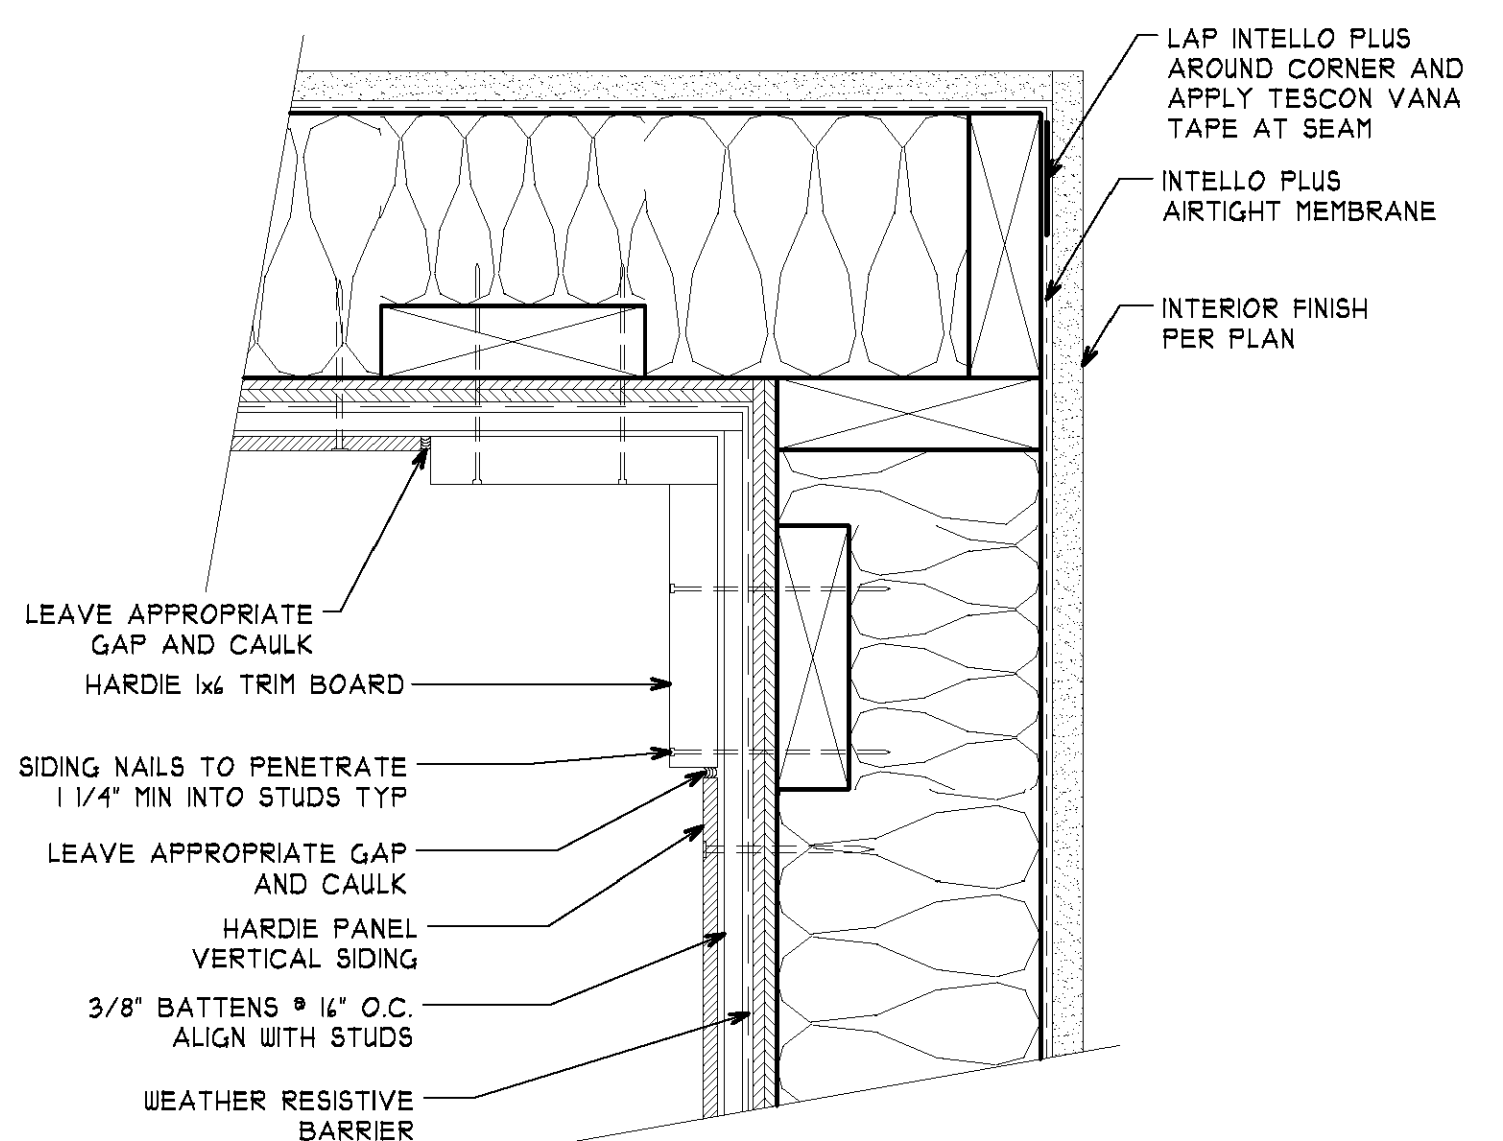 LAP INTELLO PLUS
AROUND CORNER AND
APPLY TESCON VANA
TAPE AT SEAM
INTELLO PLUS
AIRTIGHT MEMBRANE
INTERIOR FINISH
PER PLAN
LEAVE APPROPRIATE
GAP AND CAULK
HARDIE 1x6 TRIM BOARD
SIDING NAILS TO PENETRATE
1 1/4" MIN INTO STUDS TYP
LEAVE APPROPRIATE GAP
AND CAULK
HARDIE PANEL
VERTICAL SIDING
3/8" BATTENS @ 16" O.C.
ALIGN WITH STUDS
WEATHER RESISTIVE
BARRIER